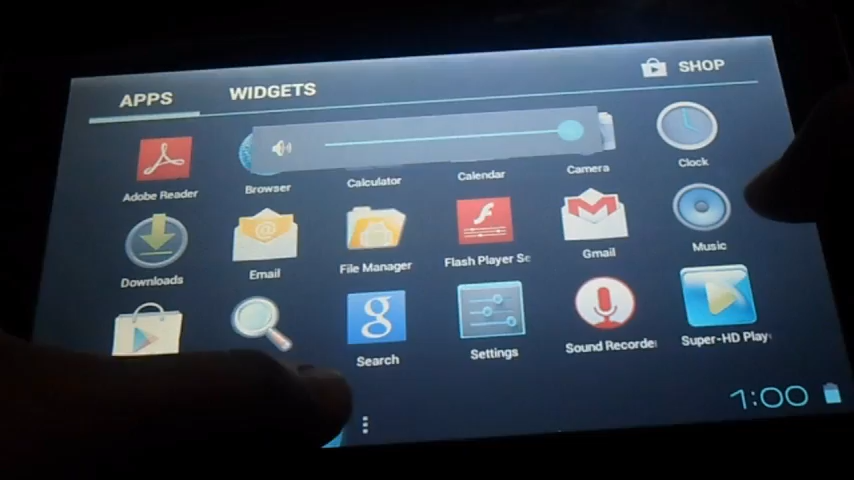 APPS WIDGETS SHOP
Adobe Reader Browser Calculator Calendar Camera Clock
Downloads Email File Manager Flash Player Se Gmail Music
Search Settings Sound Recorde Super-HD Play
1:00